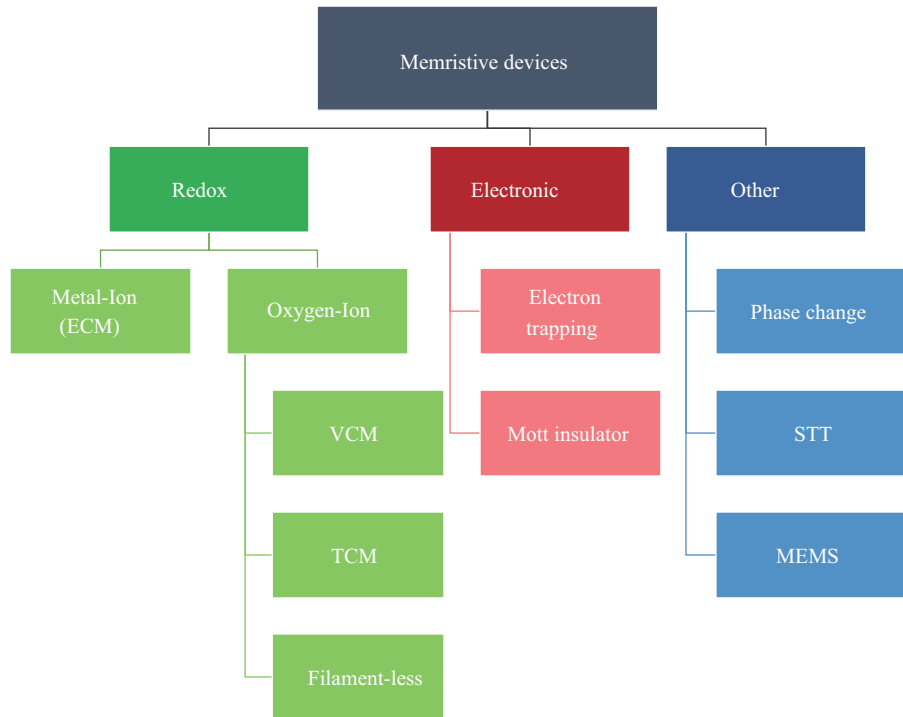 Memristive devices
Redox
Electronic
Other
Metal-Ion
(ECM)
Oxygen-Ion
Electron
trapping
Phase change
VCM
Mott insulator
STT
TCM
MEMS
Filament-less